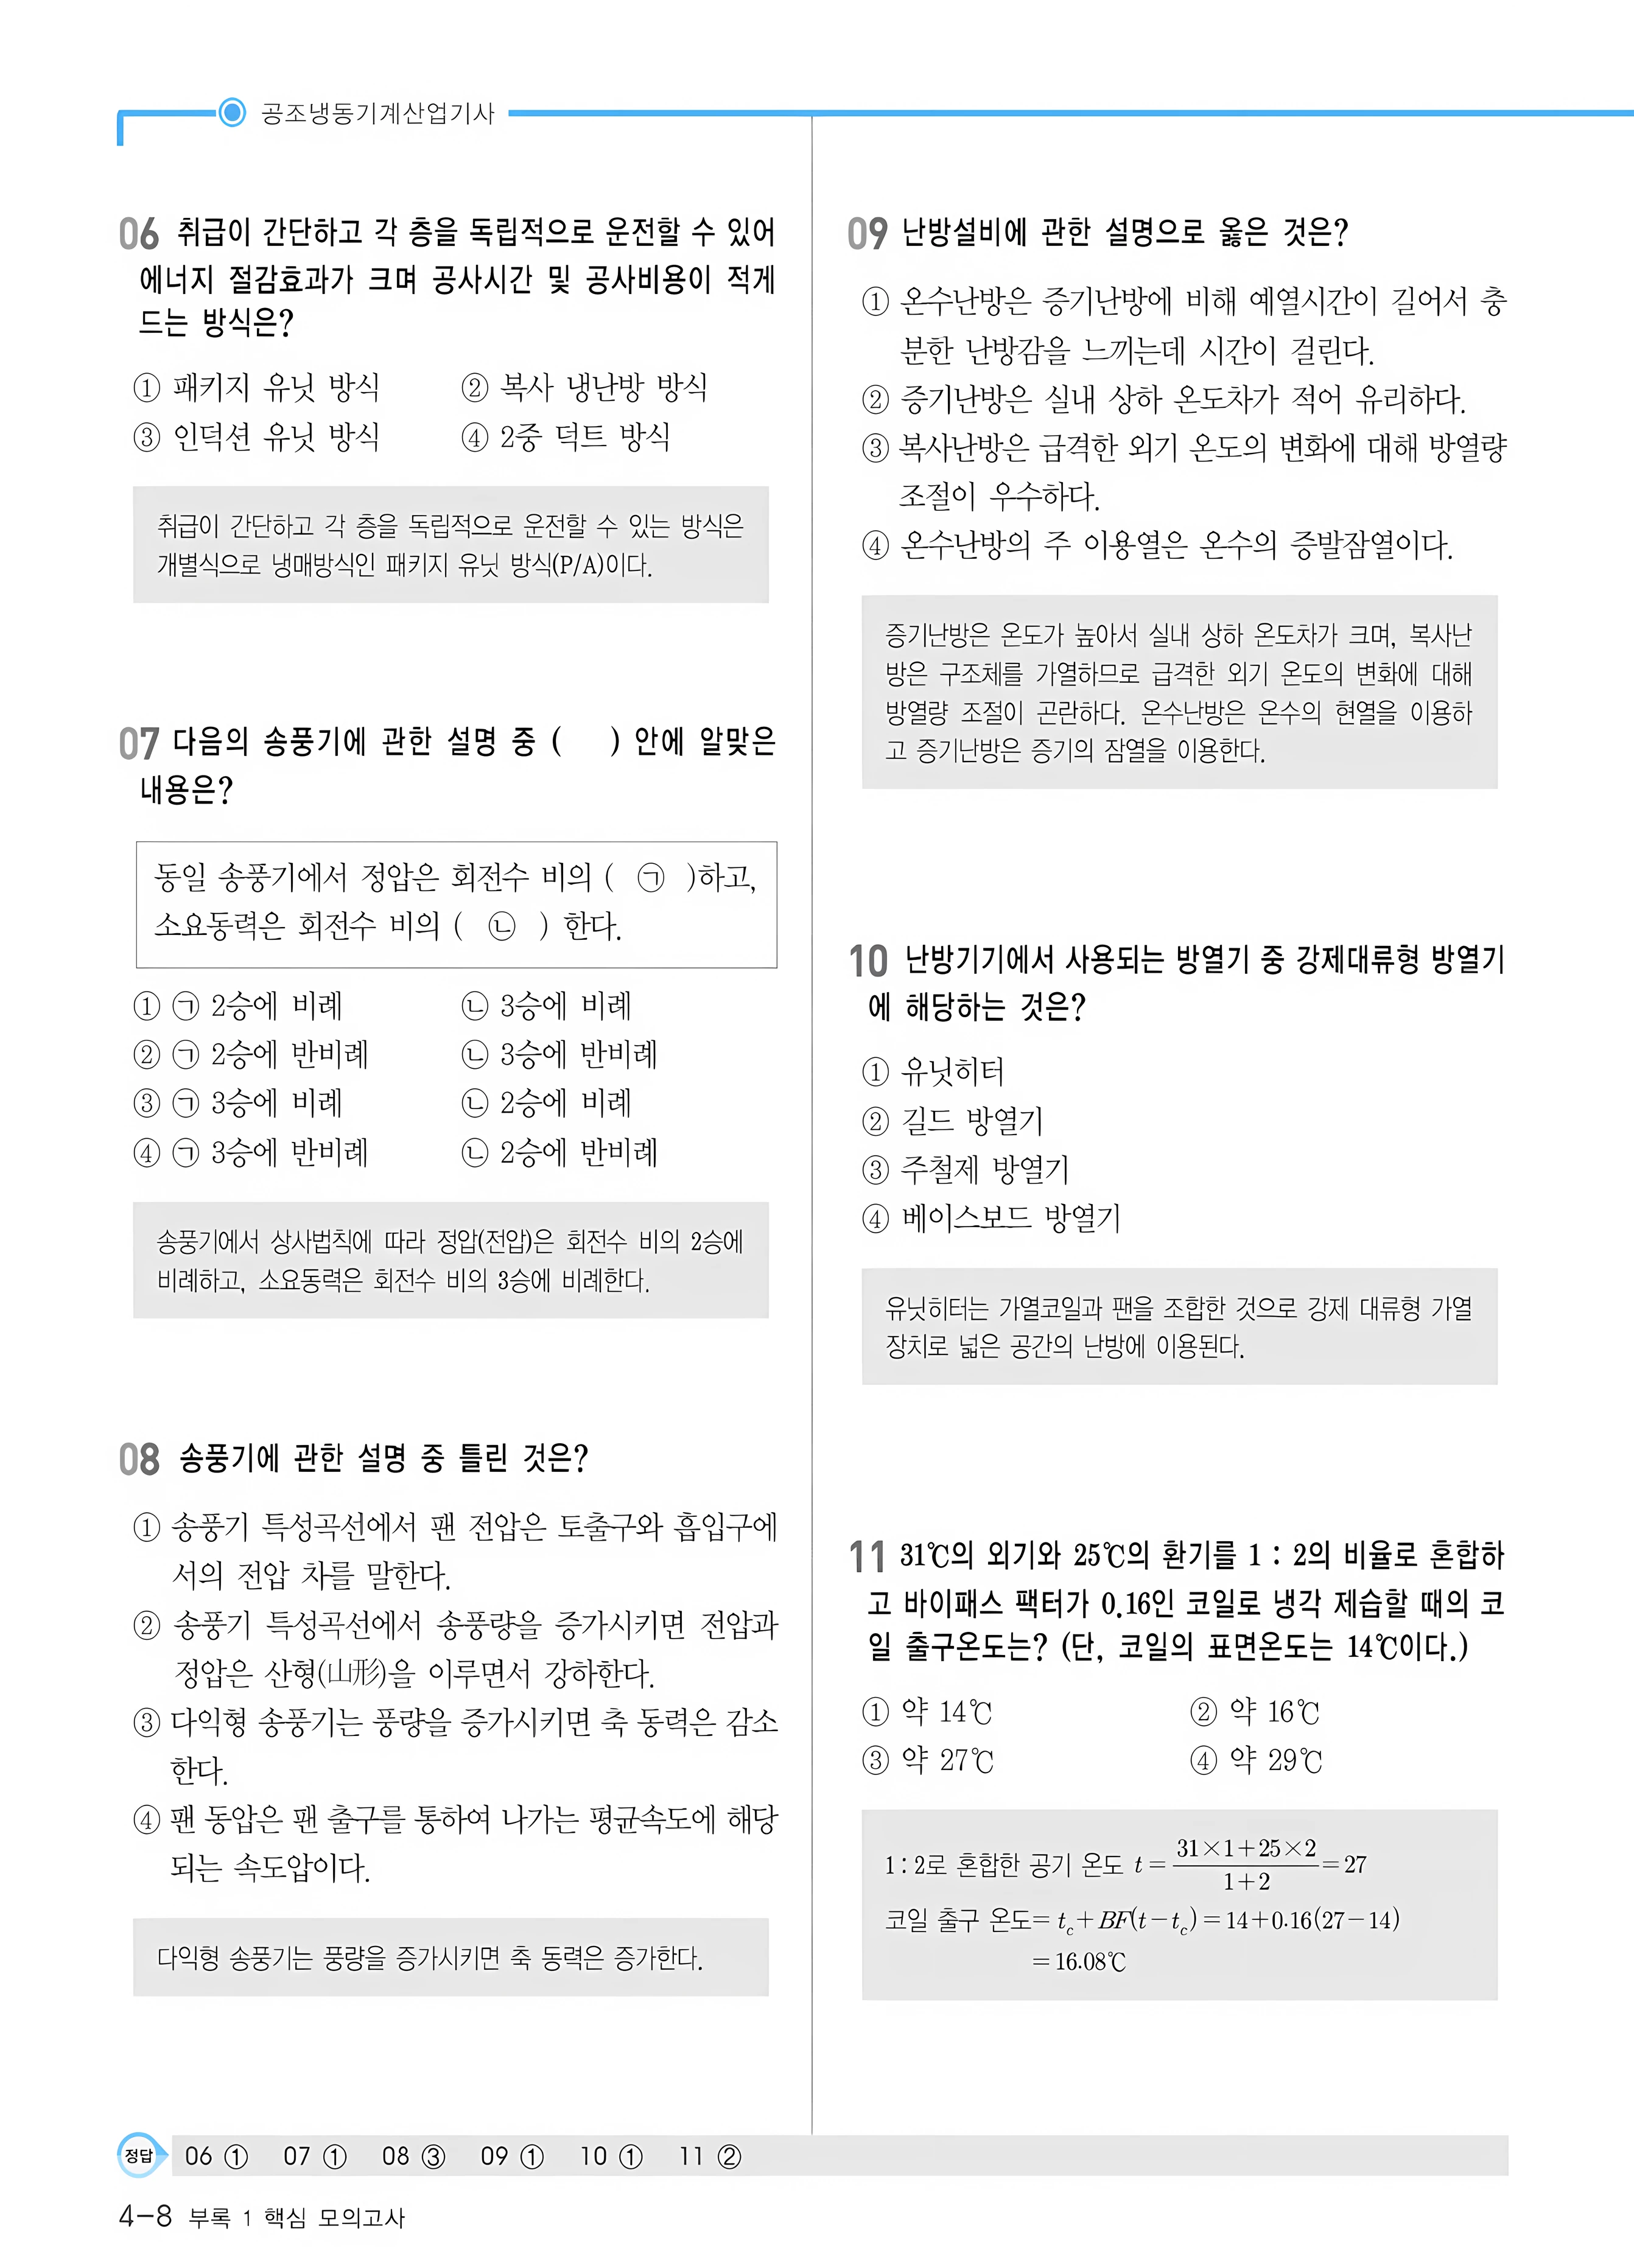 공조냉동기계산업기사
06 취급이 간단하고 각 층을 독립적으로 운전할 수 있어
에너지 절감효과가 크며 공사시간 및 공사비용이 적게
드는 방식은?
① 패키지 유닛 방식 ② 복사 냉난방 방식
③ 인덕션 유닛 방식 ④ 2중 덕트 방식
취급이 간단하고 각 층을 독립적으로 운전할 수 있는 방식은
개별식으로 냉매방식인 패키지 유닛 방식(P/A)이다.
07 다음의 송풍기에 관한 설명 중 ( ) 안에 알맞은
내용은?
동일 송풍기에서 정압은 회전수 비의 ( ㉠ )하고,
소요동력은 회전수 비의 ( ㉡ ) 한다.
① ㉠ 2승에 비례 ㉡ 3승에 비례
② ㉠ 2승에 반비례 ㉡ 3승에 반비례
③ ㉠ 3승에 비례 ㉡ 2승에 비례
④ ㉠ 3승에 반비례 ㉡ 2승에 반비례
송풍기에서 상사법칙에 따라 정압(전압)은 회전수 비의 2승에
비례하고, 소요동력은 회전수 비의 3승에 비례한다.
08 송풍기에 관한 설명 중 틀린 것은?
① 송풍기 특성곡선에서 팬 전압은 토출구와 흡입구에
서의 전압 차를 말한다.
② 송풍기 특성곡선에서 송풍량을 증가시키면 전압과
정압은 산형(山形)을 이루면서 강하한다.
③ 다익형 송풍기는 풍량을 증가시키면 축 동력은 감소
한다.
④ 팬 동압은 팬 출구를 통하여 나가는 평균속도에 해당
되는 속도압이다.
다익형 송풍기는 풍량을 증가시키면 축 동력은 증가한다.
09 난방설비에 관한 설명으로 옳은 것은?
① 온수난방은 증기난방에 비해 예열시간이 길어서 충
분한 난방감을 느끼는데 시간이 걸린다.
② 증기난방은 실내 상하 온도차가 적어 유리하다.
③ 복사난방은 급격한 외기 온도의 변화에 대해 방열량
조절이 우수하다.
④ 온수난방의 주 이용열은 온수의 증발잠열이다.
증기난방은 온도가 높아서 실내 상하 온도차가 크며, 복사난
방은 구조체를 가열하므로 급격한 외기 온도의 변화에 대해
방열량 조절이 곤란하다. 온수난방은 온수의 현열을 이용하
고 증기난방은 증기의 잠열을 이용한다.
10 난방기기에서 사용되는 방열기 중 강제대류형 방열기
에 해당하는 것은?
① 유닛히터
② 길드 방열기
③ 주철제 방열기
④ 베이스보드 방열기
유닛히터는 가열코일과 팬을 조합한 것으로 강제 대류형 가열
장치로 넓은 공간의 난방에 이용된다.
11 31℃의 외기와 25℃의 환기를 1 : 2의 비율로 혼합하
고 바이패스 팩터가 0.16인 코일로 냉각 제습할 때의 코
일 출구온도는? (단, 코일의 표면온도는 14℃이다.)
① 약 14℃ ② 약 16℃
③ 약 27℃ ④ 약 29℃
1 : 2로 혼합한 공기 온도 t = (31×1+25×2)/(1+2) = 27
코일 출구 온도= t_c + BF(t − t_c) = 14+0.16(27−14)
= 16.08℃
정답 06 ① 07 ① 08 ③ 09 ① 10 ① 11 ②
4-8 부록 1 핵심 모의고사